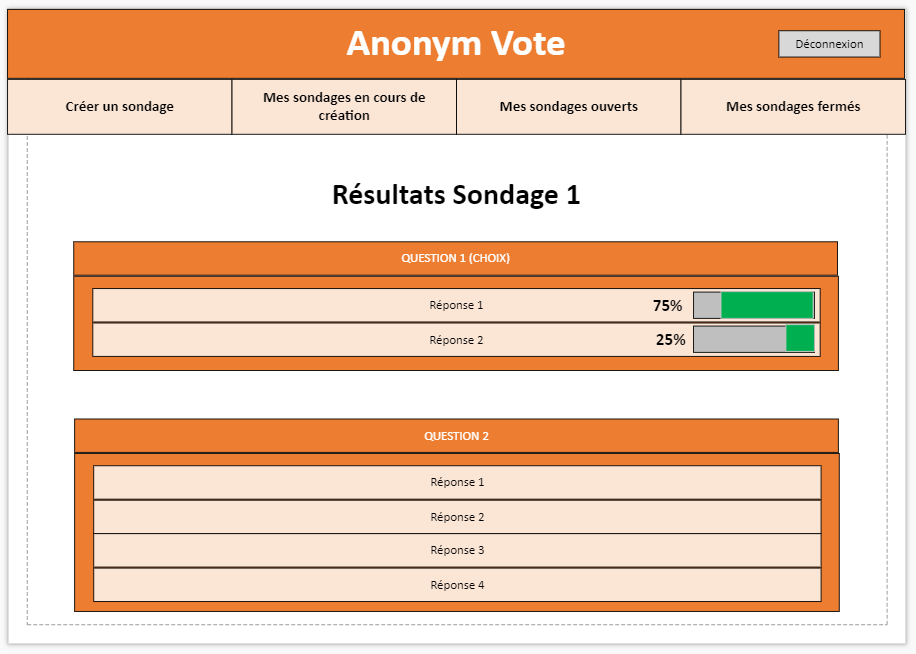 Anonym Vote
Déconnexion
Créer un sondage
Mes sondages en cours de
création
Mes sondages ouverts
Mes sondages fermés
Résultats Sondage 1
QUESTION 1 (CHOIX)
Réponse 1 75%
Réponse 2 25%
QUESTION 2
Réponse 1
Réponse 2
Réponse 3
Réponse 4